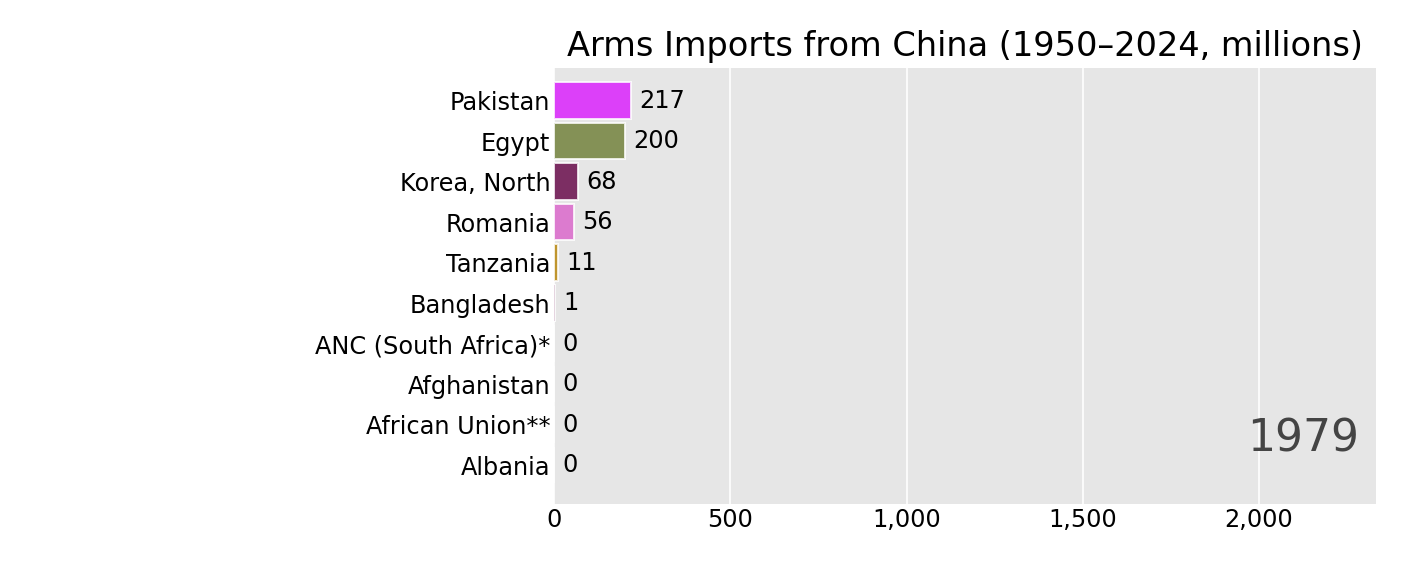 Arms Imports from China (1950–2024, millions)
Pakistan 217
Egypt 200
Korea, North 68
Romania 56
Tanzania 11
Bangladesh 1
ANC (South Africa)* 0
Afghanistan 0
African Union** 0
Albania 0
1979
0 500 1,000 1,500 2,000